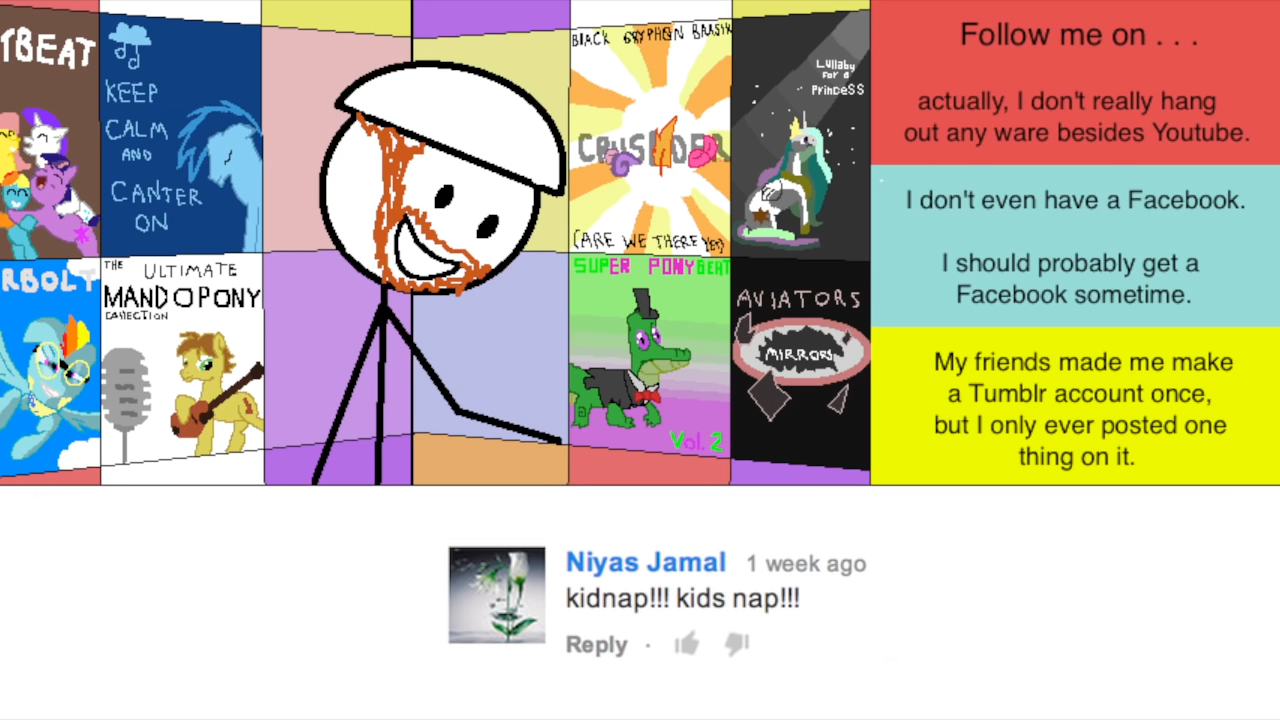 TBEAT
KEEP
CALM
AND
CANTER
ON
BLACK GRYPHON BAASIK
CRUSADER
(ARE WE THERE YET)
Lullaby
for a
Princess
RBOLT
THE ULTIMATE
MANDOPONY
COLLECTION
SUPER PONYBEAT
Vol. 2
AVIATORS
MIRRORS
Follow me on . . .
actually, I don't really hang
out any ware besides Youtube.
I don't even have a Facebook.
I should probably get a
Facebook sometime.
My friends made me make
a Tumblr account once,
but I only ever posted one
thing on it.
Niyas Jamal 1 week ago
kidnap!!! kids nap!!!
Reply ·